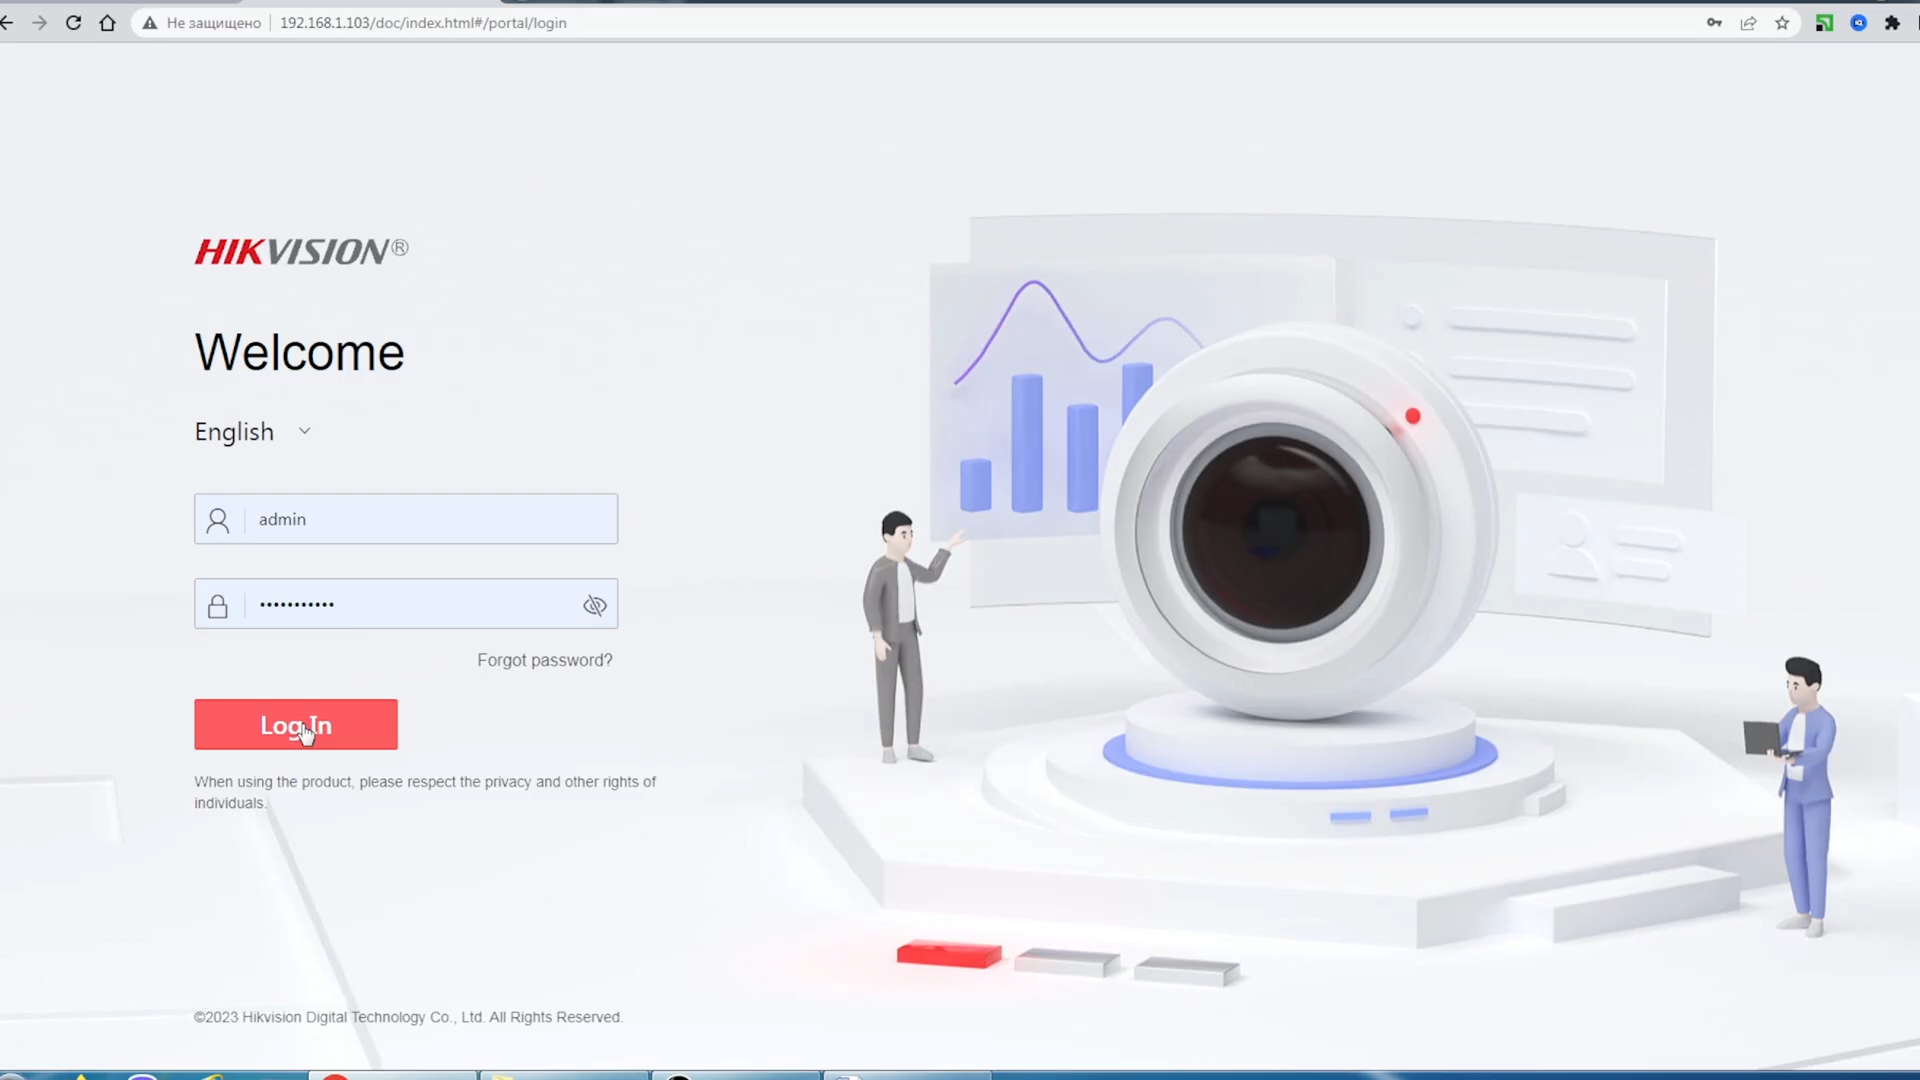 Не защищено
192.168.1.103/doc/index.html#/portal/login
HIKVISION®
Welcome
English
admin
•••••••••••
Forgot password?
Log In
When using the product, please respect the privacy and other rights of
individuals.
©2023 Hikvision Digital Technology Co., Ltd. All Rights Reserved.